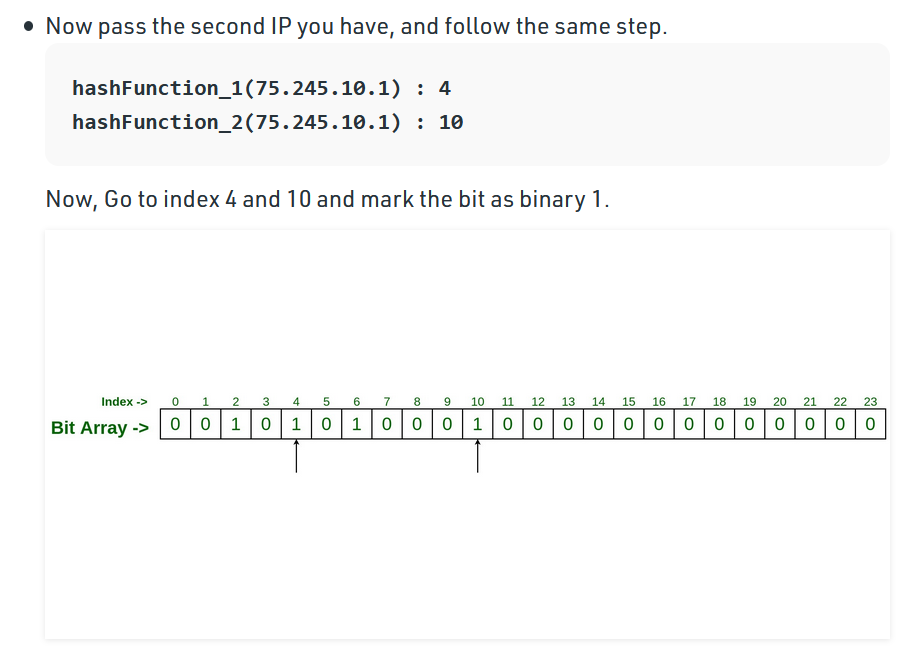 Now pass the second IP you have, and follow the same step.
hashFunction_1(75.245.10.1) : 4
hashFunction_2(75.245.10.1) : 10
Now, Go to index 4 and 10 and mark the bit as binary 1.
Index -> 0 1 2 3 4 5 6 7 8 9 10 11 12 13 14 15 16 17 18 19 20 21 22 23
Bit Array -> 0 0 1 0 1 0 1 0 0 0 1 0 0 0 0 0 0 0 0 0 0 0 0 0